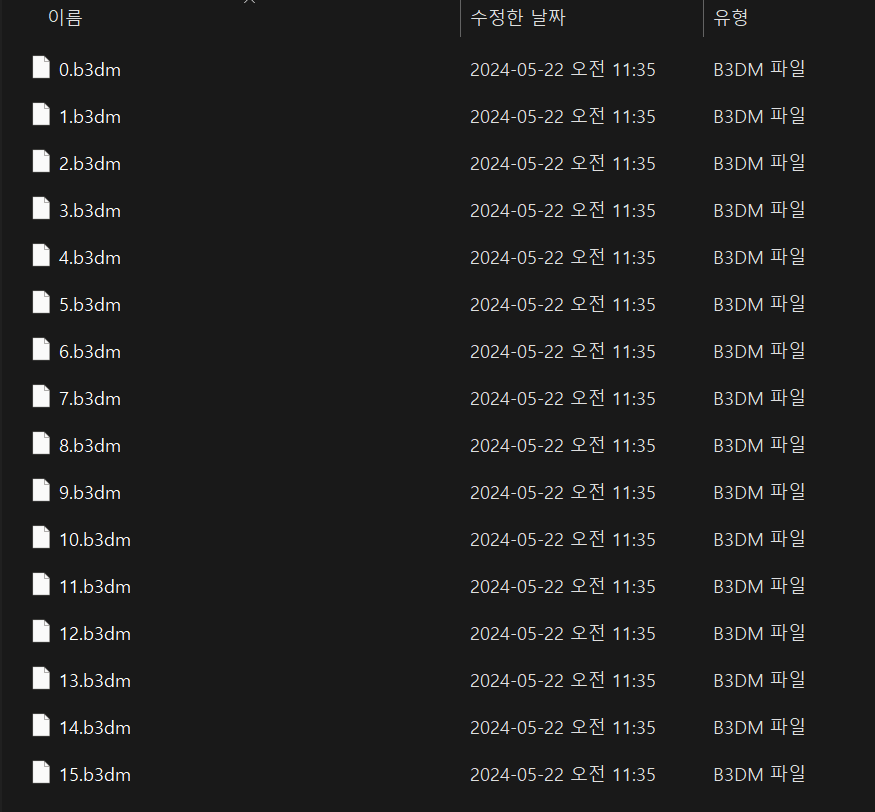 이름 수정한 날짜 유형
0.b3dm 2024-05-22 오전 11:35 B3DM 파일
1.b3dm 2024-05-22 오전 11:35 B3DM 파일
2.b3dm 2024-05-22 오전 11:35 B3DM 파일
3.b3dm 2024-05-22 오전 11:35 B3DM 파일
4.b3dm 2024-05-22 오전 11:35 B3DM 파일
5.b3dm 2024-05-22 오전 11:35 B3DM 파일
6.b3dm 2024-05-22 오전 11:35 B3DM 파일
7.b3dm 2024-05-22 오전 11:35 B3DM 파일
8.b3dm 2024-05-22 오전 11:35 B3DM 파일
9.b3dm 2024-05-22 오전 11:35 B3DM 파일
10.b3dm 2024-05-22 오전 11:35 B3DM 파일
11.b3dm 2024-05-22 오전 11:35 B3DM 파일
12.b3dm 2024-05-22 오전 11:35 B3DM 파일
13.b3dm 2024-05-22 오전 11:35 B3DM 파일
14.b3dm 2024-05-22 오전 11:35 B3DM 파일
15.b3dm 2024-05-22 오전 11:35 B3DM 파일